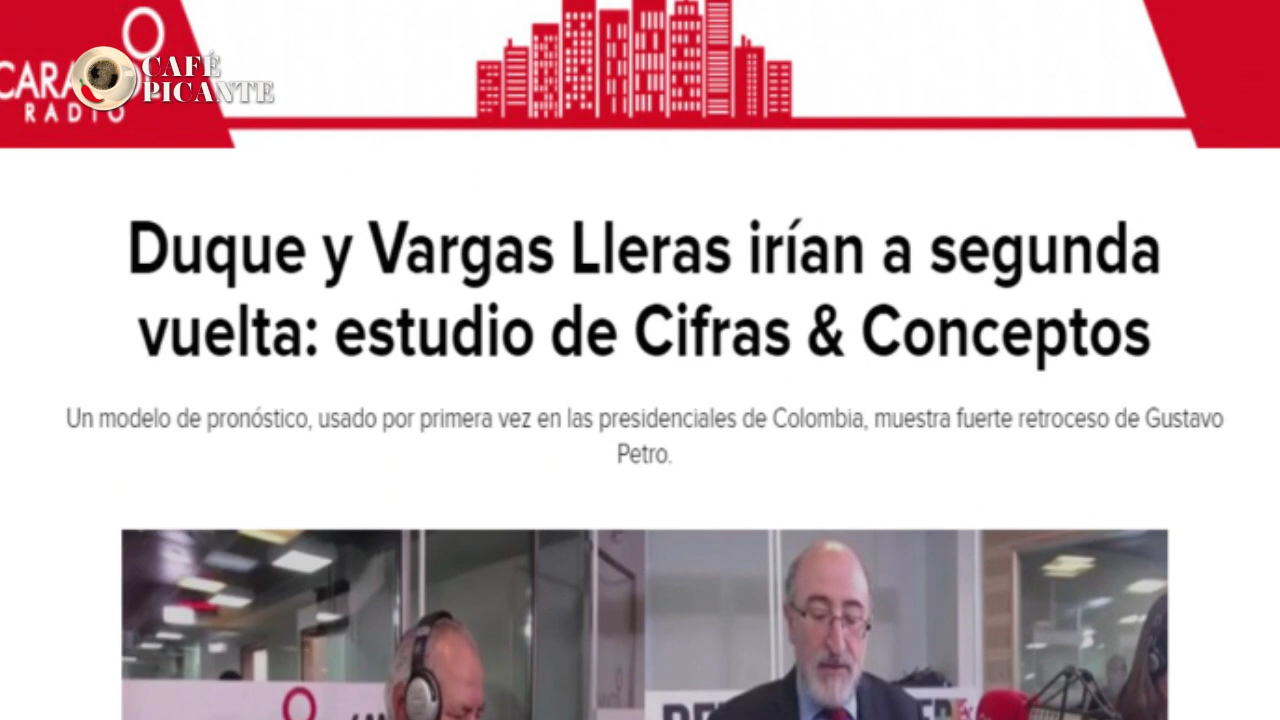 CARA
RADIO
CAFÉ
PICANTE
Duque y Vargas Lleras irían a segunda
vuelta: estudio de Cifras & Conceptos
Un modelo de pronóstico, usado por primera vez en las presidenciales de Colombia, muestra fuerte retroceso de Gustavo
Petro.